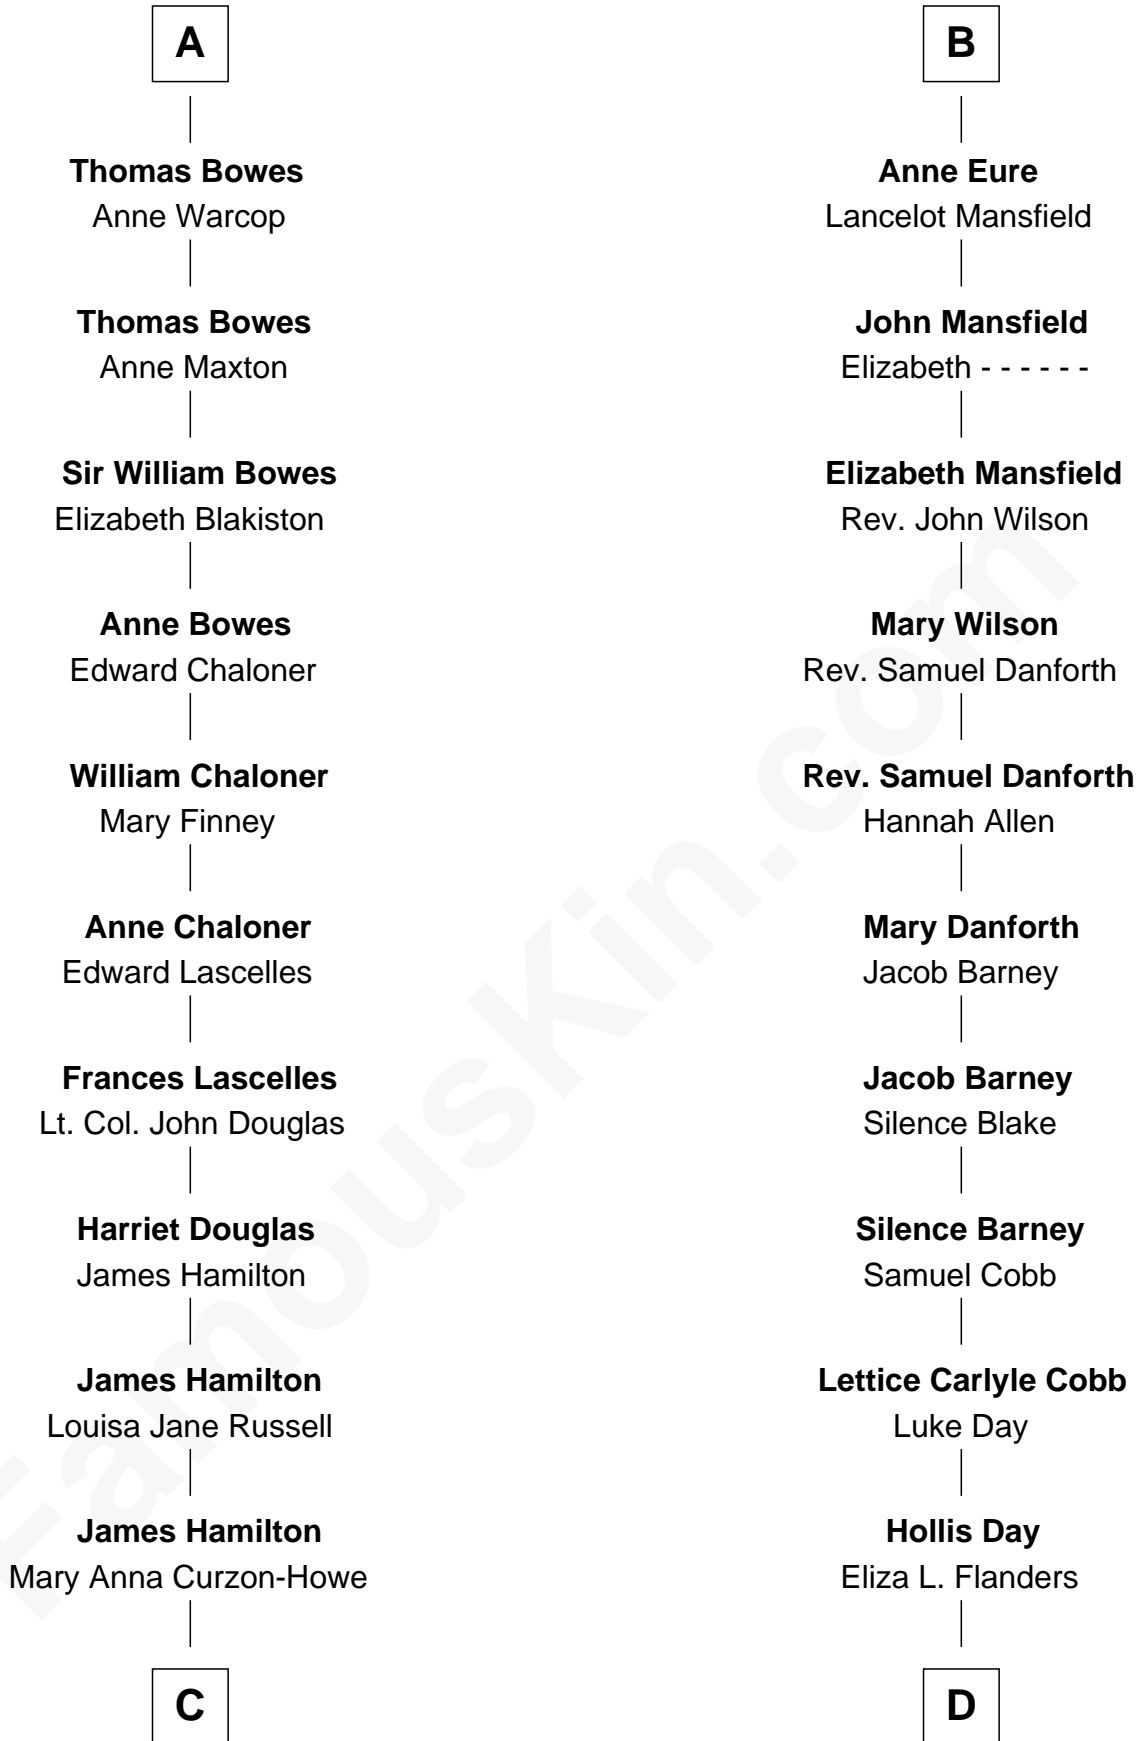 A
Thomas Bowes
Anne Warcop
Thomas Bowes
Anne Maxton
Sir William Bowes
Elizabeth Blakiston
Anne Bowes
Edward Chaloner
William Chaloner
Mary Finney
Anne Chaloner
Edward Lascelles
Frances Lascelles
Lt. Col. John Douglas
Harriet Douglas
James Hamilton
James Hamilton
Louisa Jane Russell
James Hamilton
Mary Anna Curzon-Howe
C
B
Anne Eure
Lancelot Mansfield
John Mansfield
Elizabeth - - - - - -
Elizabeth Mansfield
Rev. John Wilson
Mary Wilson
Rev. Samuel Danforth
Rev. Samuel Danforth
Hannah Allen
Mary Danforth
Jacob Barney
Jacob Barney
Silence Blake
Silence Barney
Samuel Cobb
Lettice Carlyle Cobb
Luke Day
Hollis Day
Eliza L. Flanders
D
FamousKin.com